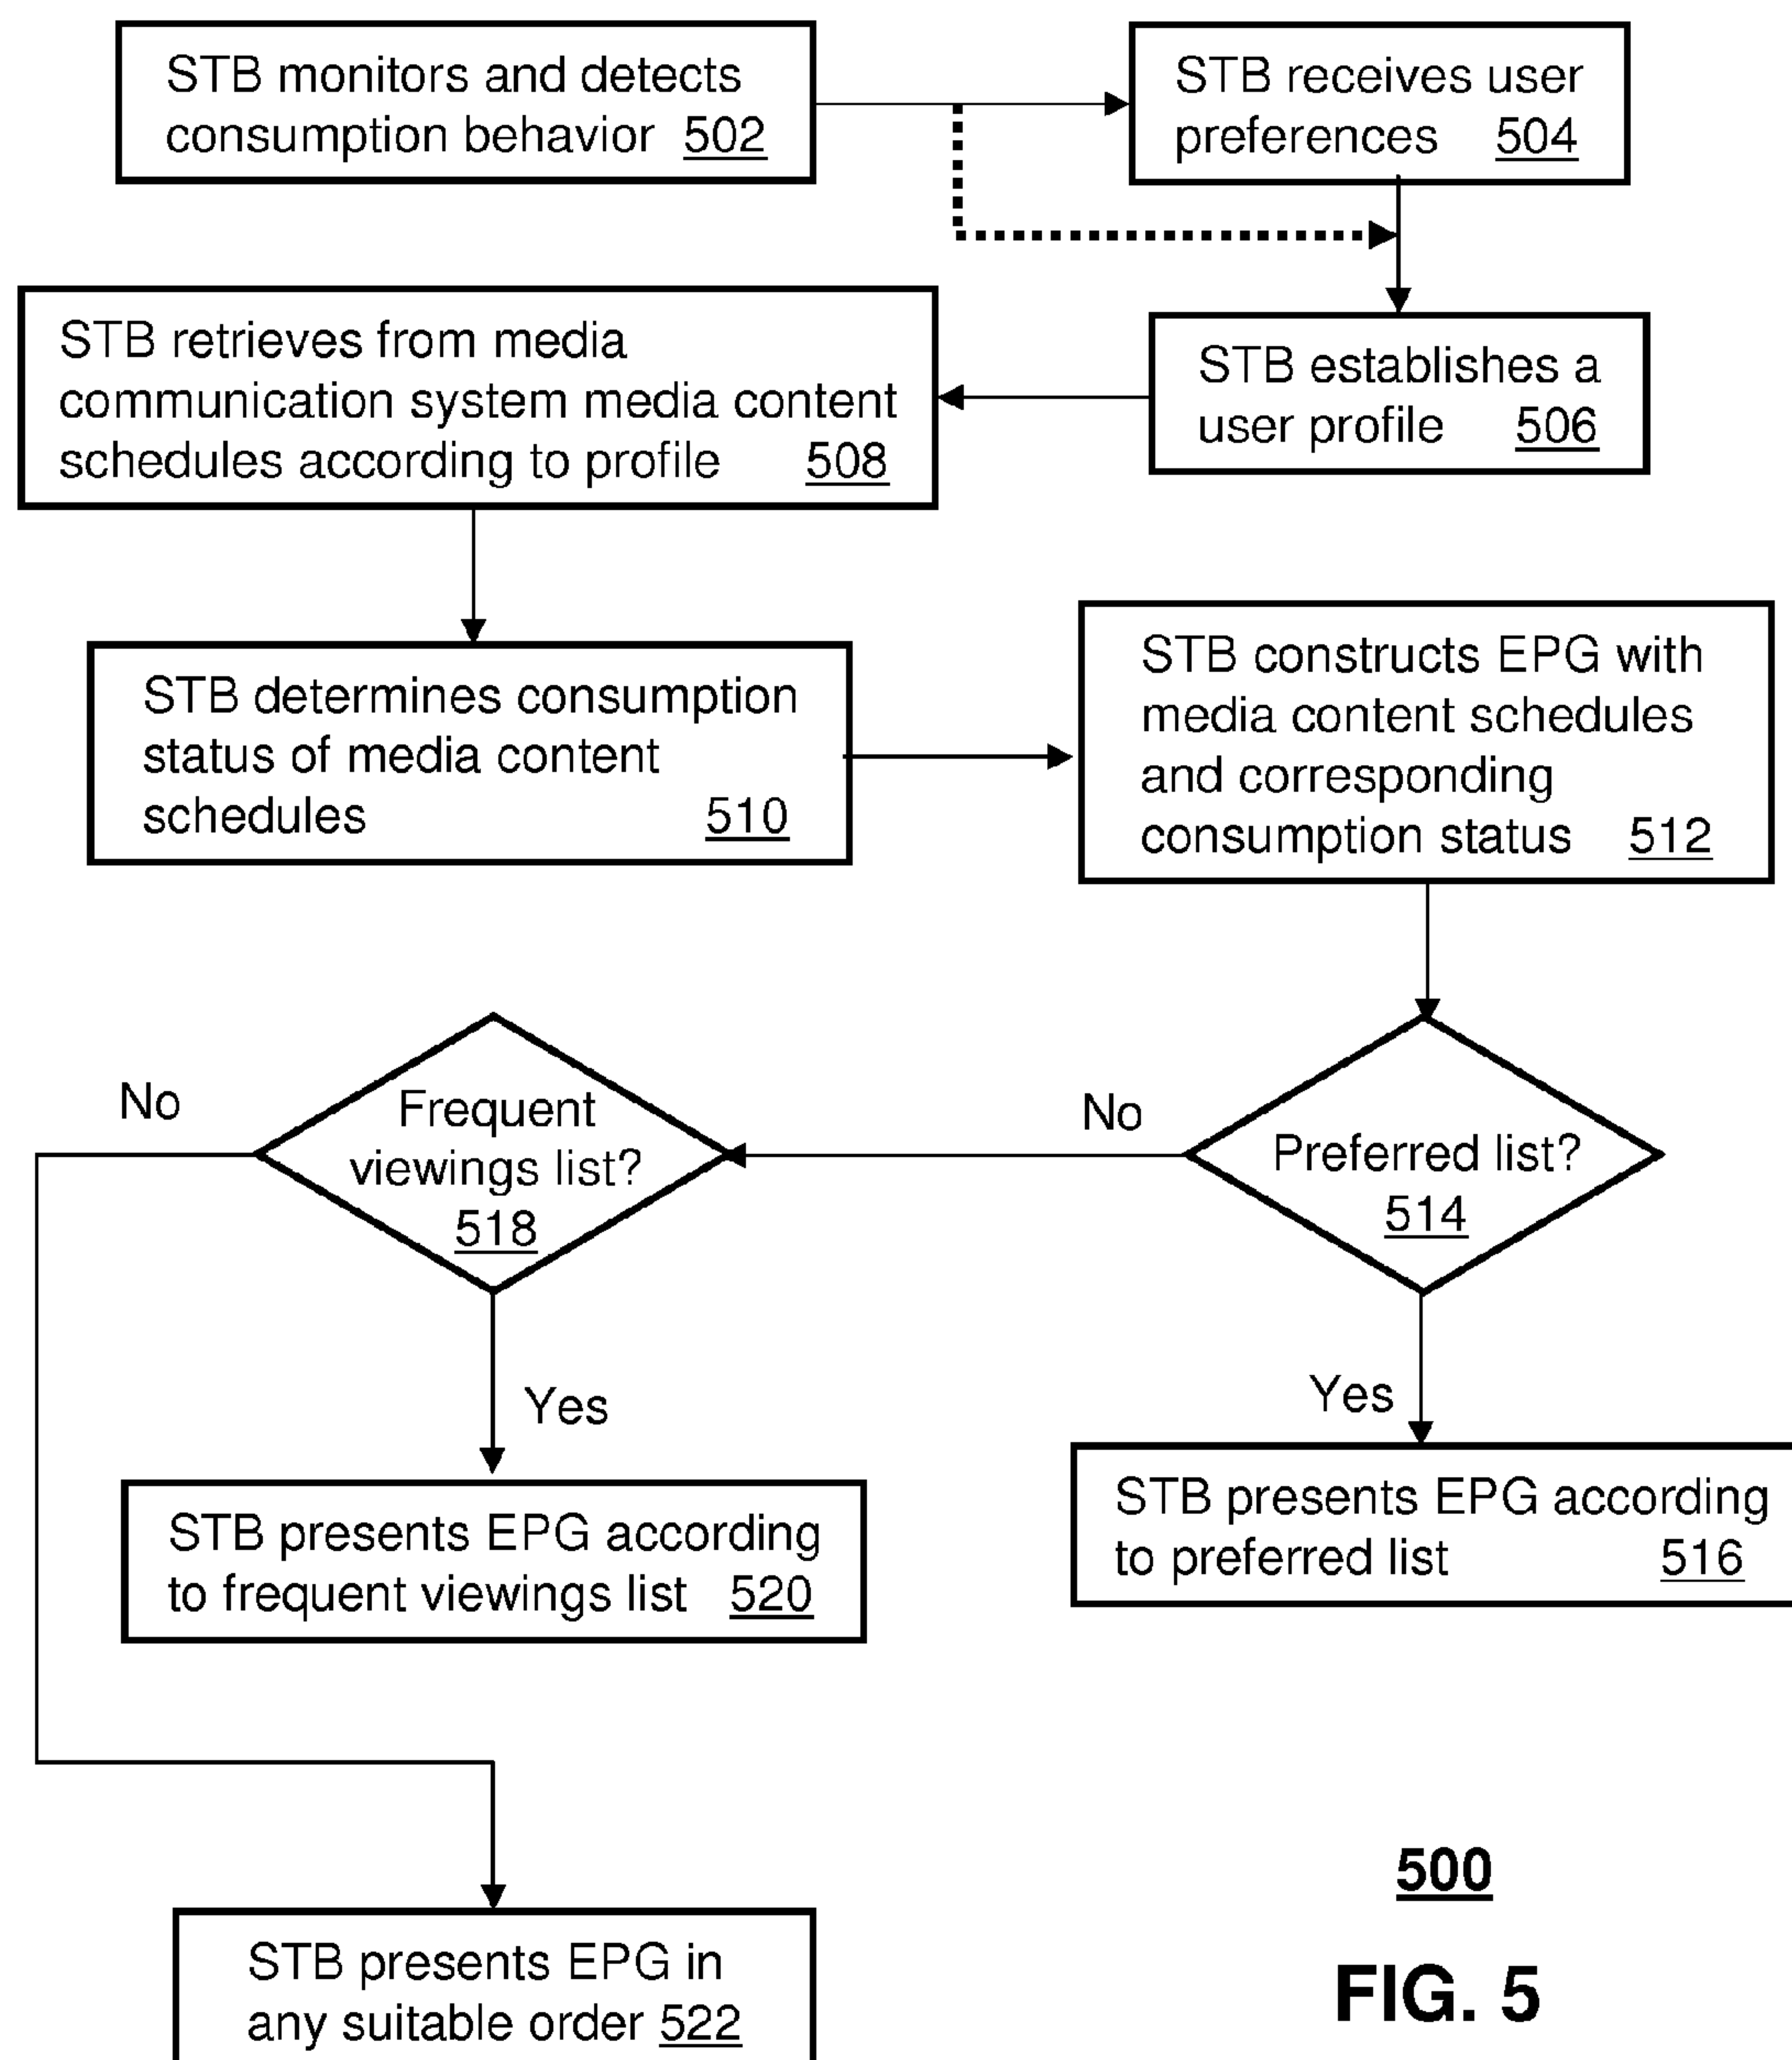 STB monitors and detects
consumption behavior 502
STB receives user
preferences 504
STB establishes a
user profile 506
STB retrieves from media
communication system media content
schedules according to profile 508
STB determines consumption
status of media content
schedules 510
STB constructs EPG with
media content schedules
and corresponding
consumption status 512
Preferred list?
514
No
Yes
STB presents EPG according
to preferred list 516
Frequent
viewings list?
518
No
Yes
STB presents EPG according
to frequent viewings list 520
STB presents EPG in
any suitable order 522
500
FIG. 5